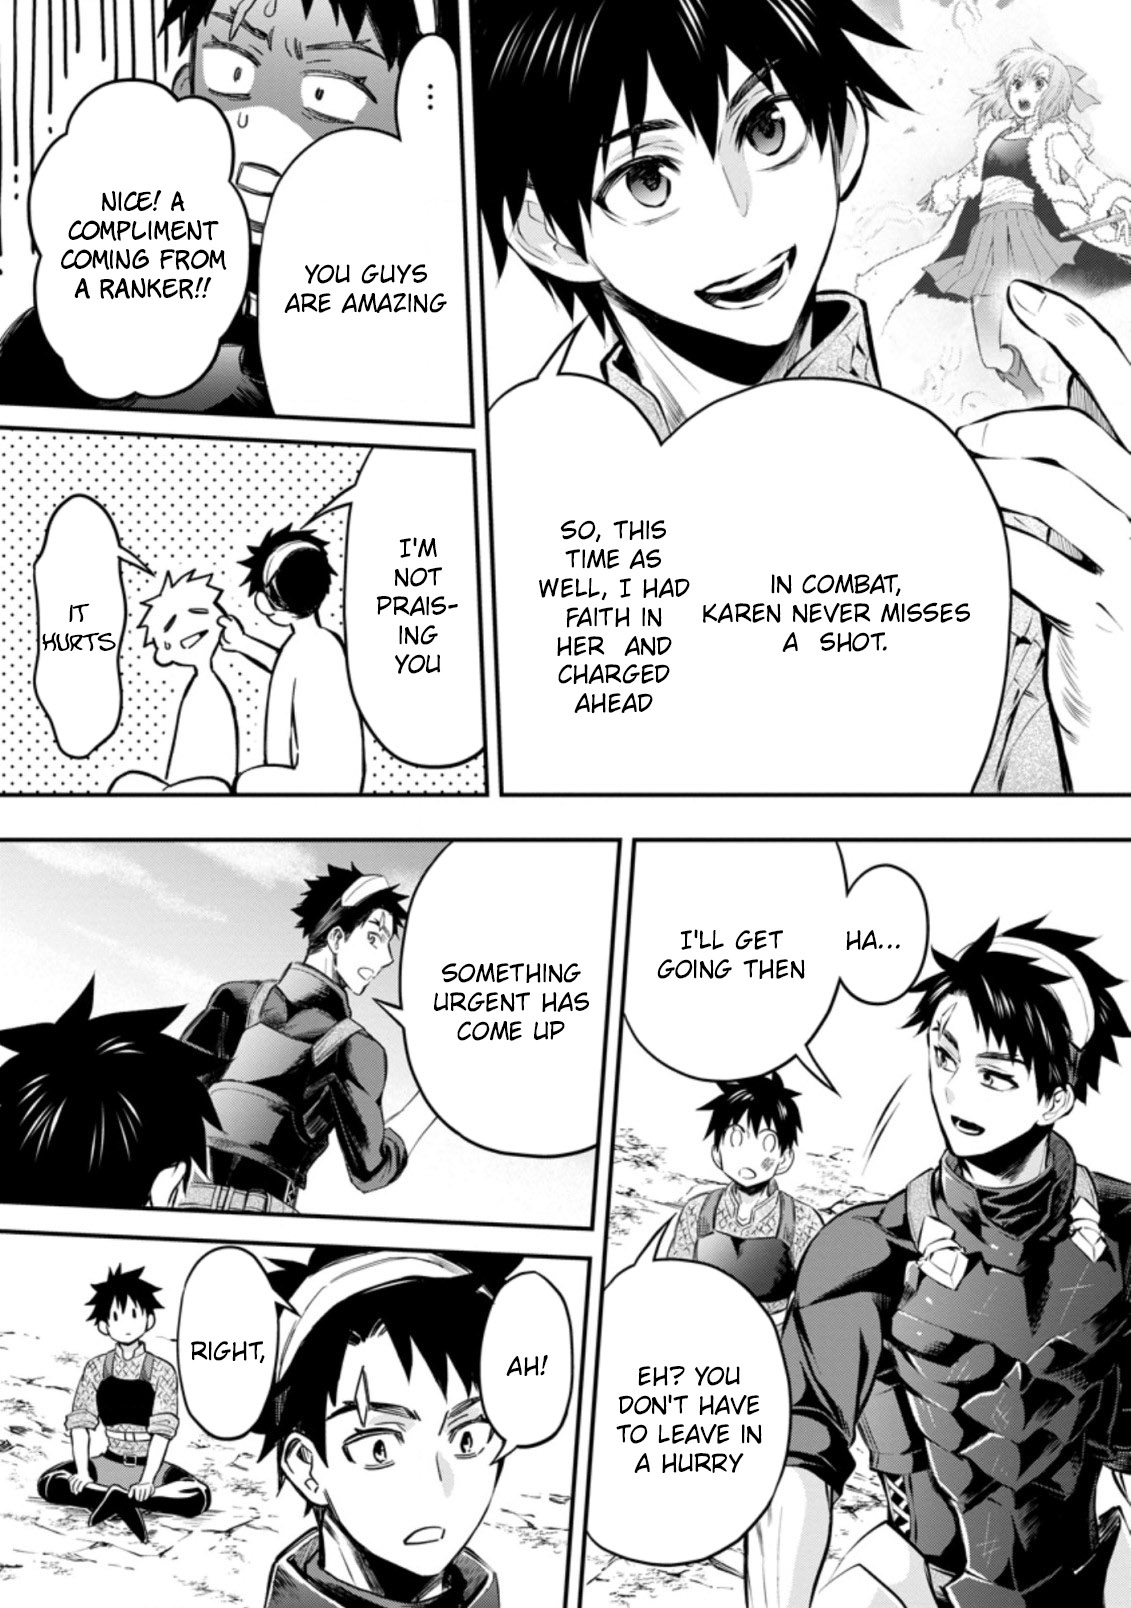 IN COMBAT,
KAREN NEVER MISSES
A SHOT.
SO, THIS
TIME AS
WELL, I HAD
FAITH IN
HER AND
CHARGED
AHEAD
...
YOU GUYS
ARE AMAZING
NICE! A
COMPLIMENT
COMING FROM
A RANKER!!
I'M
NOT
PRAIS-
ING
YOU
IT
HURTS
HA...
I'LL GET
GOING THEN
EH? YOU
DON'T HAVE
TO LEAVE IN
A HURRY
SOMETHING
URGENT HAS
COME UP
AH!
RIGHT,